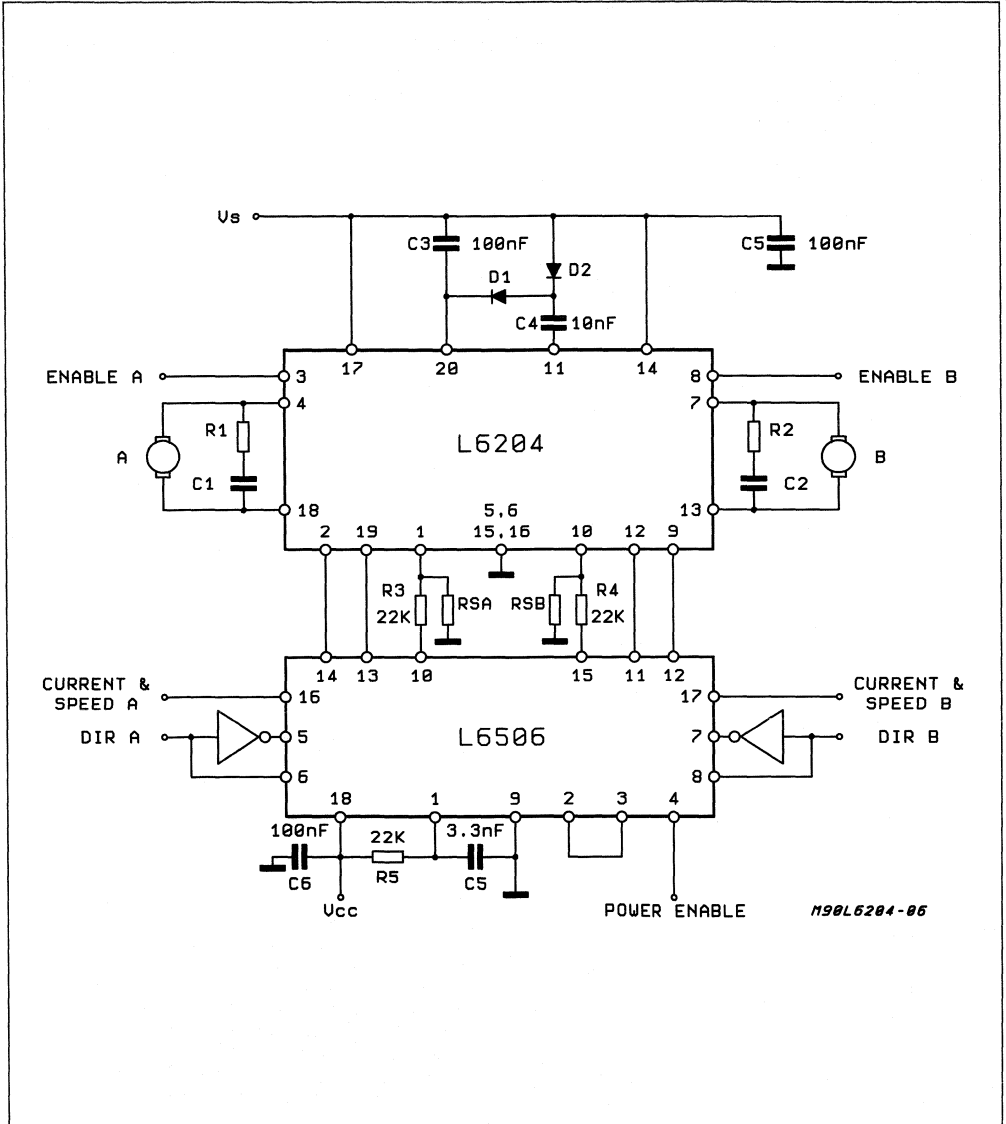 Vs
C3 100nF
C5 100nF
D1
D2
C4 10nF
17 20 11 14
ENABLE A 3
8 ENABLE B
4
7
R1
R2
A
L6204
B
C1
C2
18
13
5,6
2 19 1 15,16 10 12 9
R3
22K
RSA
RSB
R4
22K
14 13 10 15 11 12
CURRENT &
SPEED A
16
17
CURRENT &
SPEED B
DIR A 5
L6506
7 DIR B
6
8
18 1 9 2 3 4
100nF
22K
3.3nF
C6
R5
C5
Vcc
POWER ENABLE
M90L6204-06